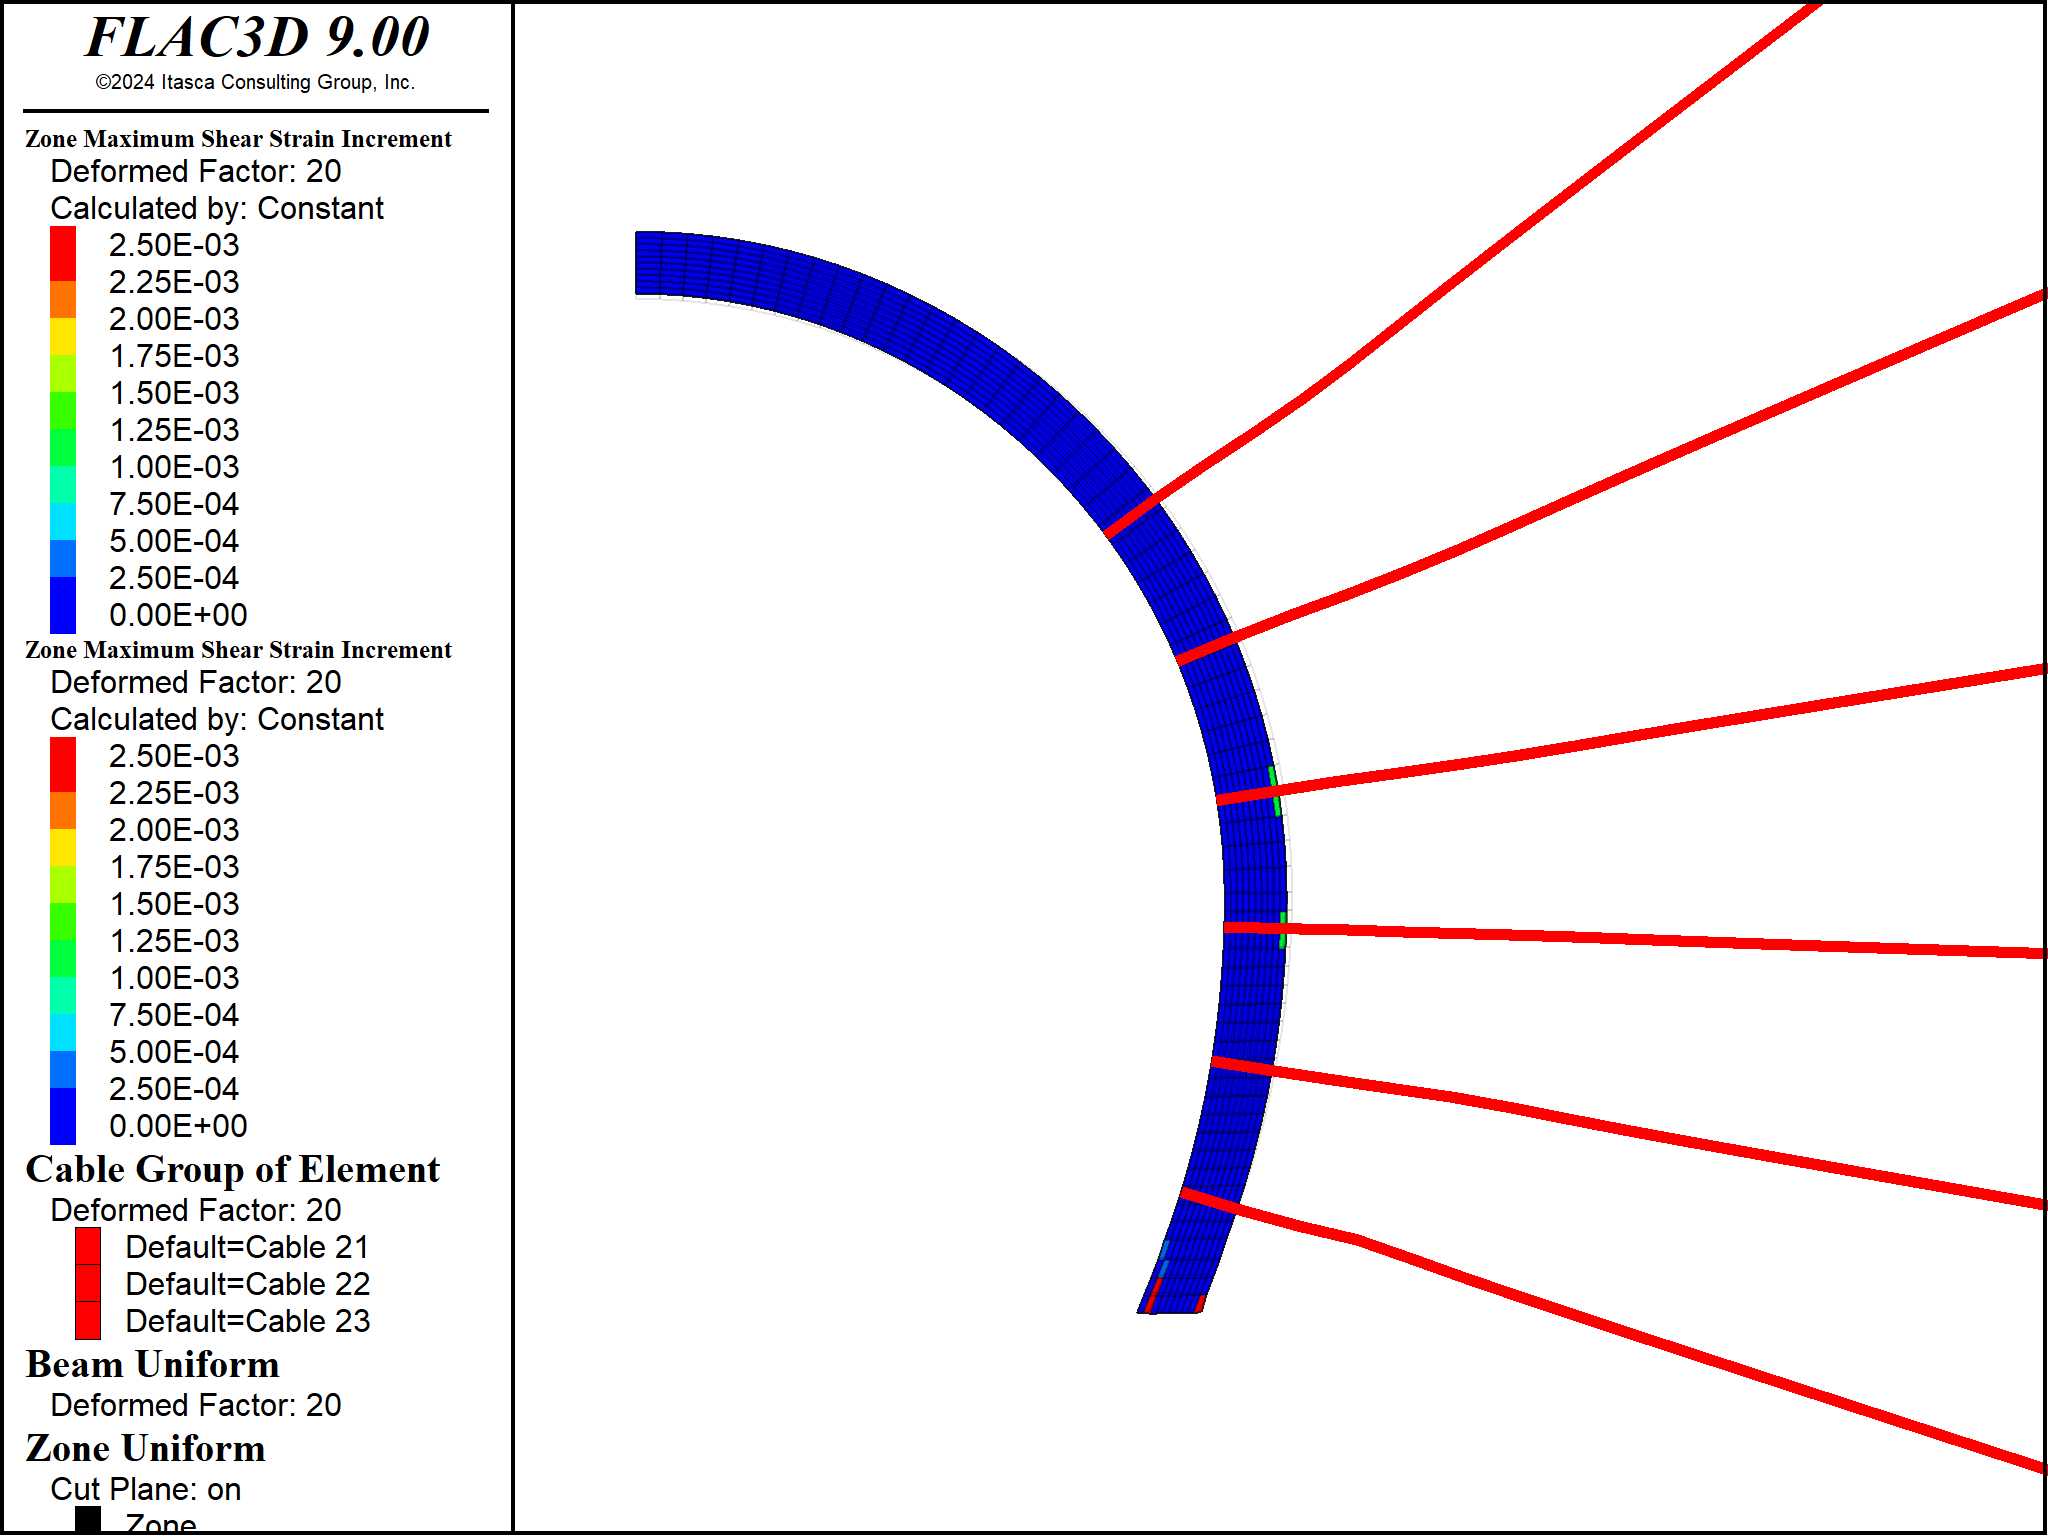 FLAC3D 9.00
©2024 Itasca Consulting Group, Inc.
Zone Maximum Shear Strain Increment
Deformed Factor: 20
Calculated by: Constant
2.50E-03
2.25E-03
2.00E-03
1.75E-03
1.50E-03
1.25E-03
1.00E-03
7.50E-04
5.00E-04
2.50E-04
0.00E+00
Zone Maximum Shear Strain Increment
Deformed Factor: 20
Calculated by: Constant
2.50E-03
2.25E-03
2.00E-03
1.75E-03
1.50E-03
1.25E-03
1.00E-03
7.50E-04
5.00E-04
2.50E-04
0.00E+00
Cable Group of Element
Deformed Factor: 20
Default=Cable 21
Default=Cable 22
Default=Cable 23
Beam Uniform
Deformed Factor: 20
Zone Uniform
Cut Plane: on
Zone